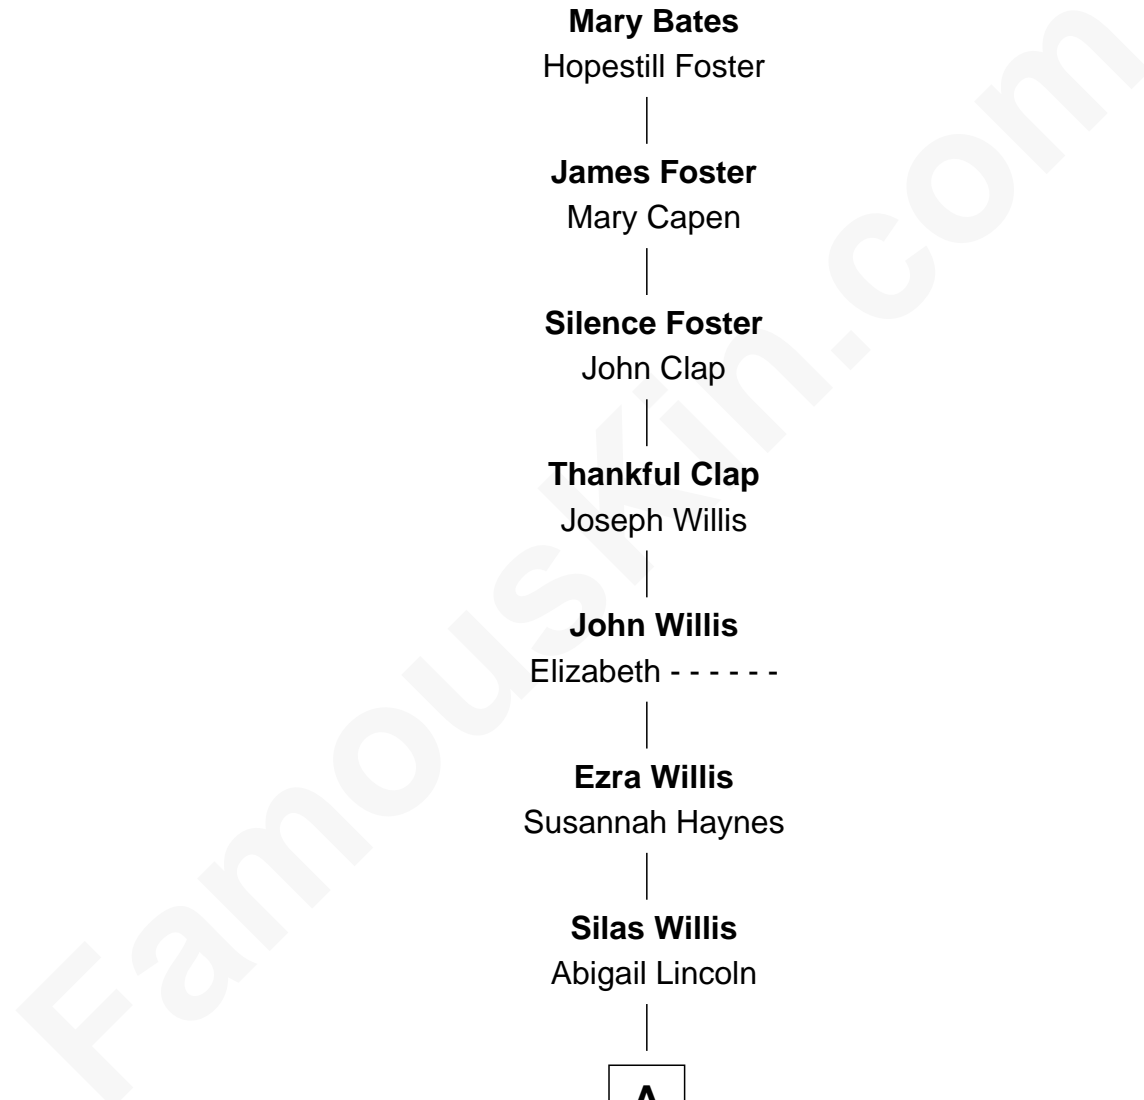 Mary Bates
Hopestill Foster
James Foster
Mary Capen
Silence Foster
John Clap
Thankful Clap
Joseph Willis
John Willis
Elizabeth - - - - - -
Ezra Willis
Susannah Haynes
Silas Willis
Abigail Lincoln
A
FamousKin.com